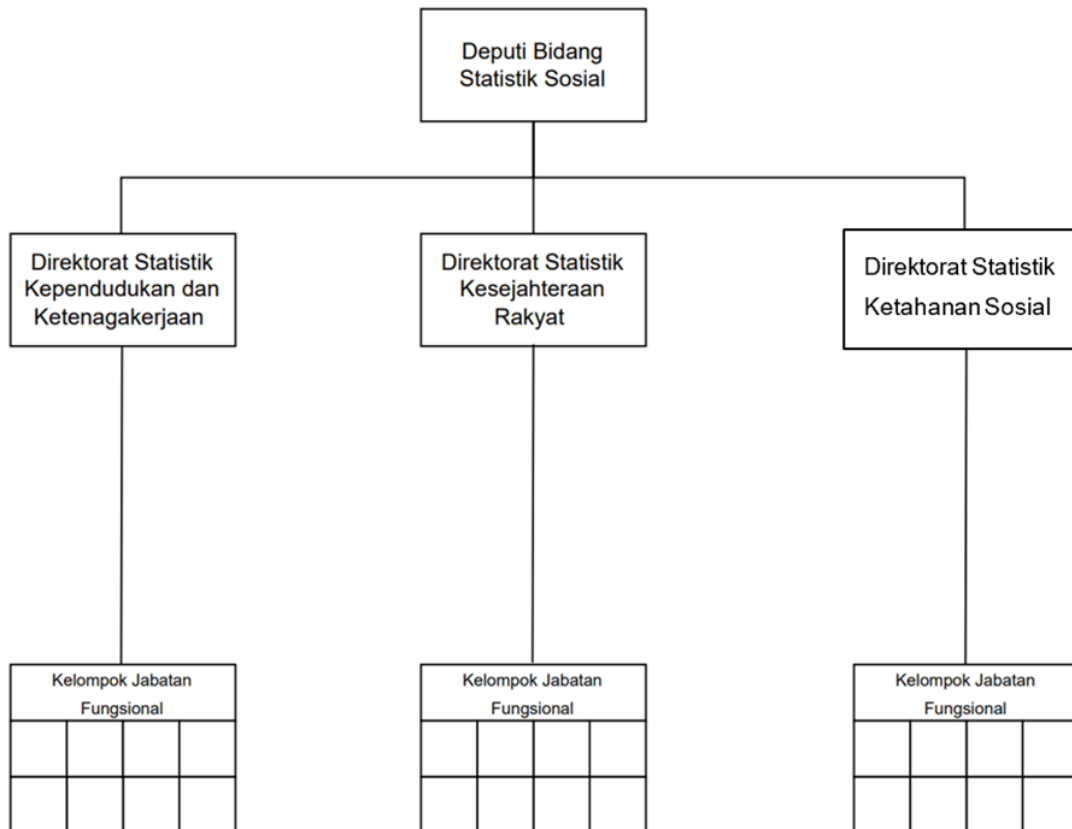 Deputi Bidang
Statistik Sosial
Direktorat Statistik
Kependudukan dan
Ketenagakerjaan
Direktorat Statistik
Kesejahteraan
Rakyat
Direktorat Statistik
Ketahanan Sosial
Kelompok Jabatan
Fungsional
Kelompok Jabatan
Fungsional
Kelompok Jabatan
Fungsional